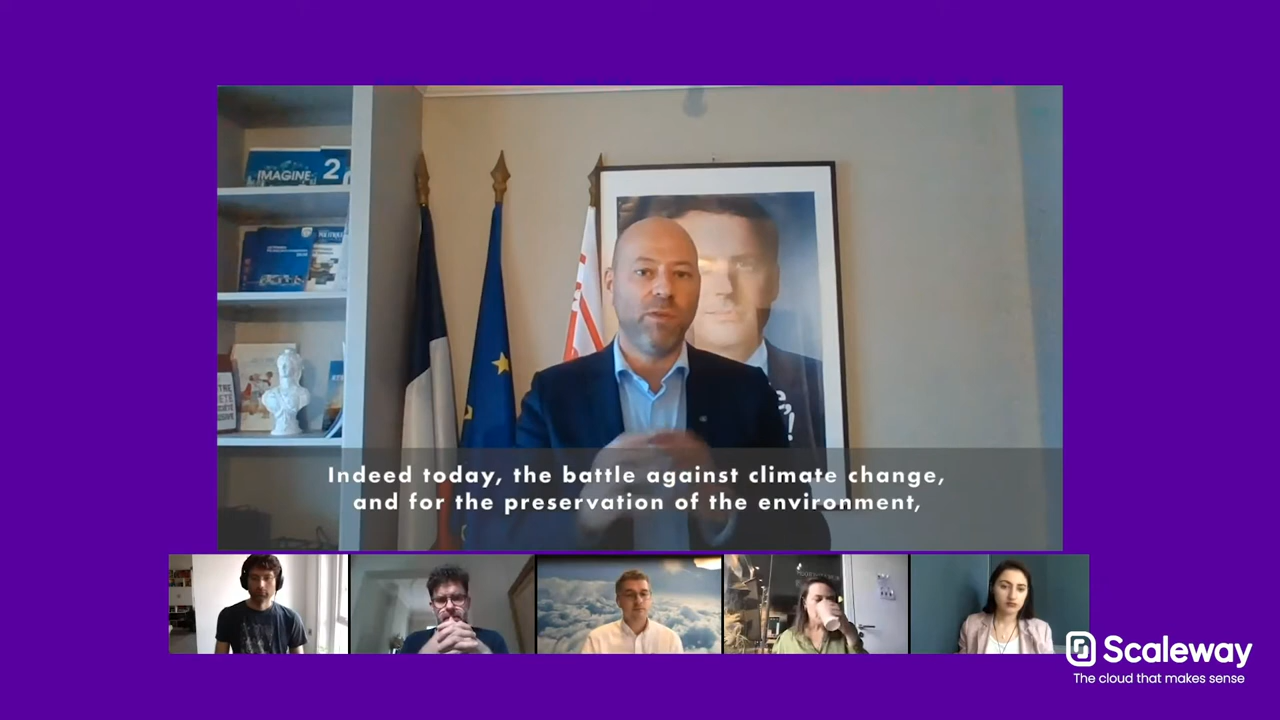 IMAGINE 2
Indeed today, the battle against climate change,
and for the preservation of the environment,
Scaleway
The cloud that makes sense